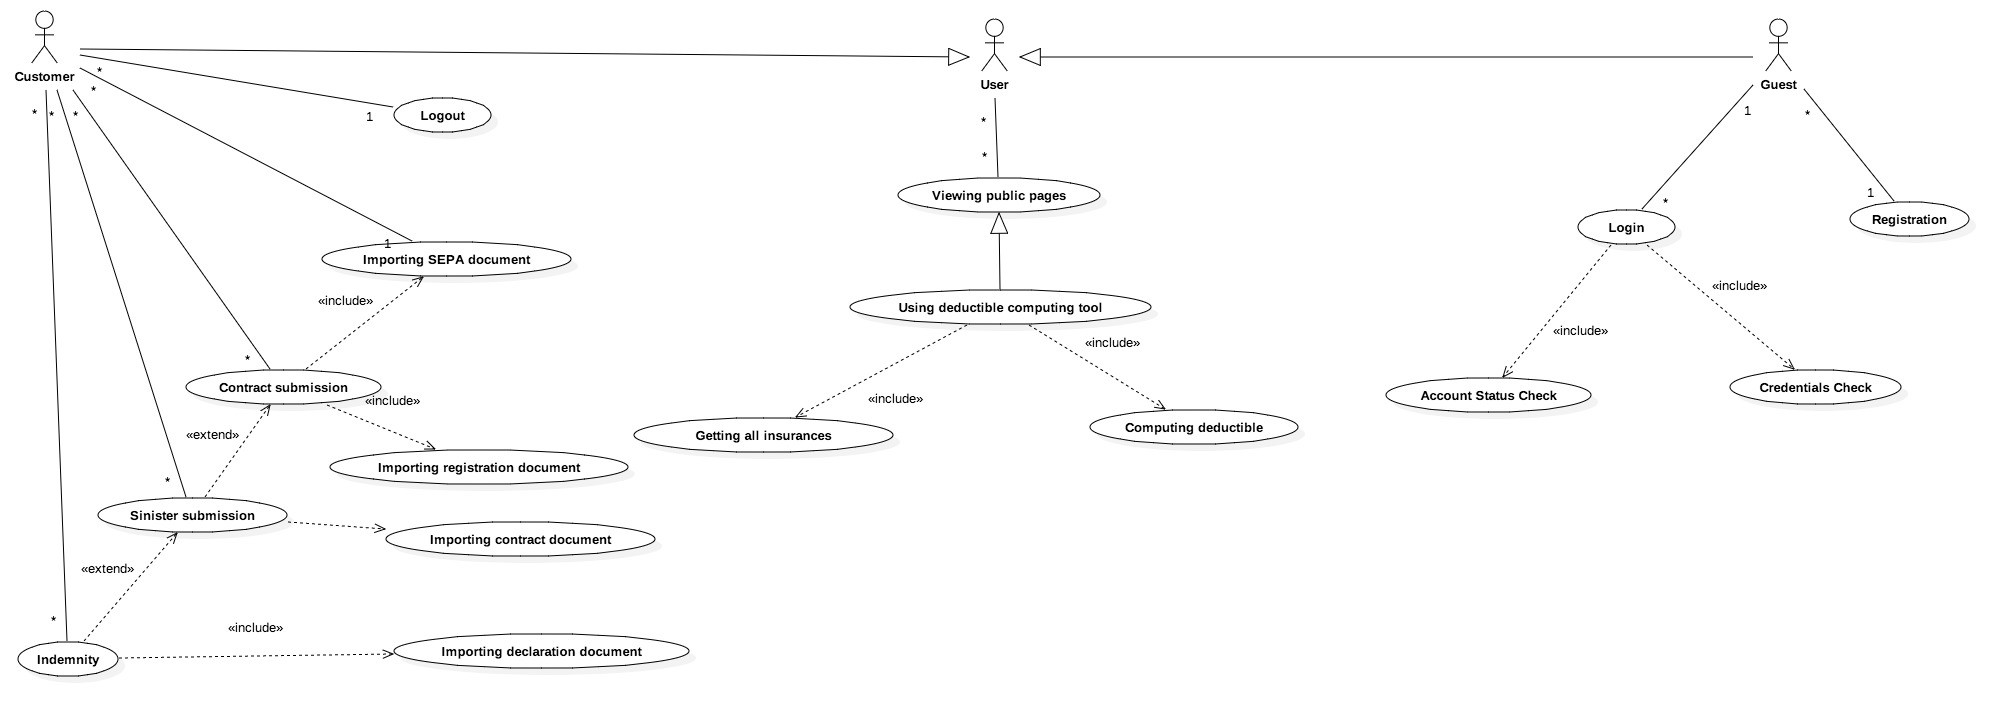 Customer
User
Guest
*
*
* * *
1
Logout
*
*
1
*
*
Viewing public pages
1
*
Login
Registration
1
Importing SEPA document
«include»
«include»
«include»
Using deductible computing tool
«include»
*
Contract submission
«include»
«include»
Account Status Check
Credentials Check
«extend»
Getting all insurances
Computing deductible
Importing registration document
*
Sinister submission
Importing contract document
«extend»
*
«include»
Indemnity
Importing declaration document